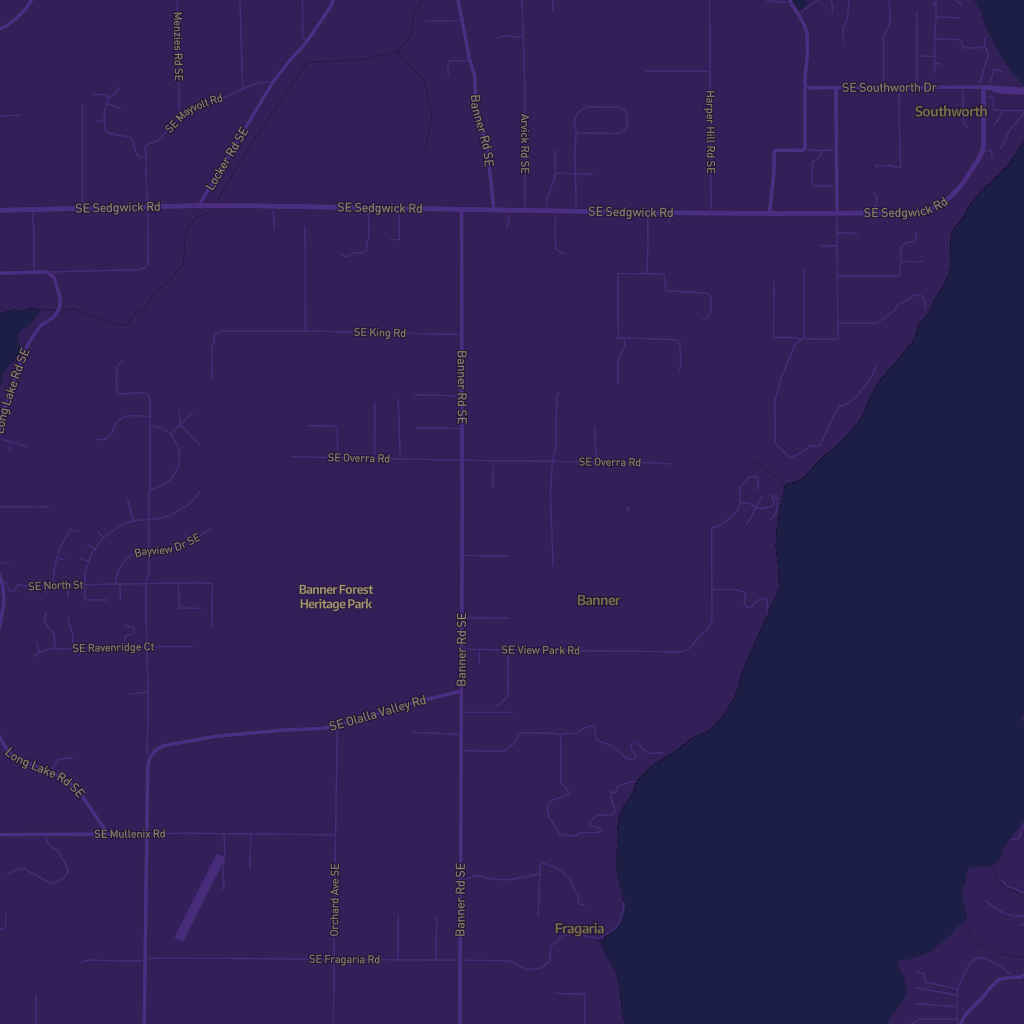 Menzies Rd SE
SE Mayvolt Rd
Locker Rd SE
Banner Rd SE
Arvick Rd SE
Harper Hill Rd SE
SE Southworth Dr
Southworth
SE Sedgwick Rd
SE Sedgwick Rd
SE Sedgwick Rd
SE Sedgwick Rd
SE King Rd
Long Lake Rd SE
Banner Rd SE
SE Overra Rd
SE Overra Rd
Bayview Dr SE
SE North St
Banner Forest
Heritage Park
Banner
SE Ravenridge Ct
Banner Rd SE
SE View Park Rd
SE Olalla Valley Rd
Long Lake Rd SE
SE Mullenix Rd
Orchard Ave SE
Banner Rd SE
Fragaria
SE Fragaria Rd